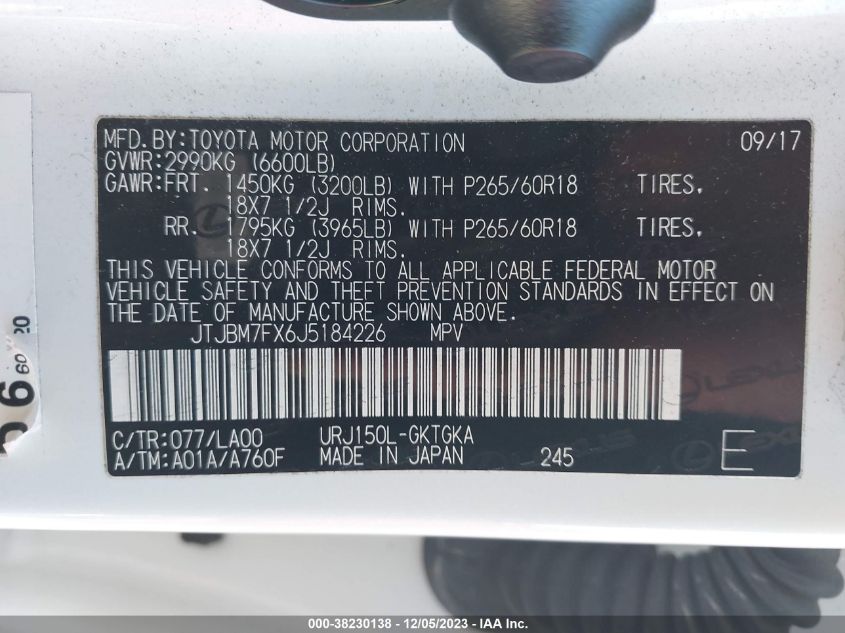 MFD.BY:TOYOTA MOTOR CORPORATION 09/17
GVWR:2990KG (6600LB)
GAWR:FRT. 1450KG (3200LB) WITH P265/60R18 TIRES,
18X7 1/2J RIMS.
RR. 1795KG (3965LB) WITH P265/60R18 TIRES,
18X7 1/2J RIMS.
THIS VEHICLE CONFORMS TO ALL APPLICABLE FEDERAL MOTOR
VEHICLE SAFETY AND THEFT PREVENTION STANDARDS IN EFFECT ON
THE DATE OF MANUFACTURE SHOWN ABOVE.
JTJBM7FX6J5184226 MPV
C/TR:077/LA00 URJ150L-GKTGKA
A/TM:A01A/A760F MADE IN JAPAN 245 E
LEXUS
000-38230138 - 12/05/2023 - IAA Inc.